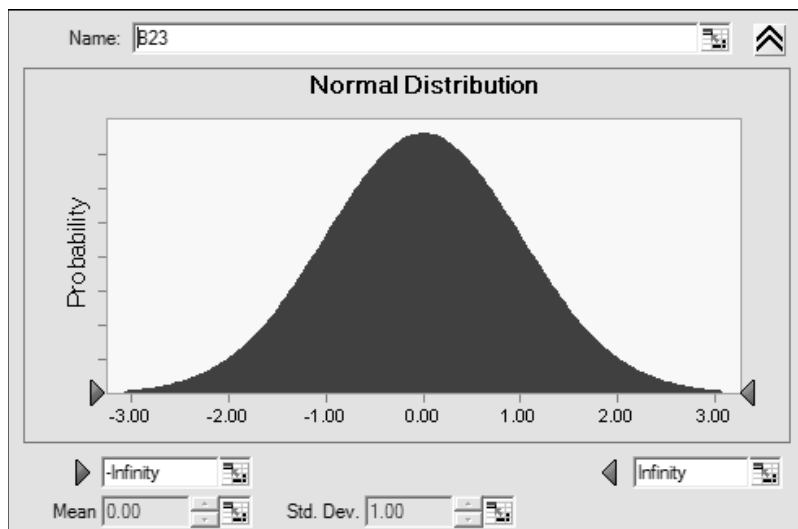 Name: B23
Normal Distribution
Probability
-3.00 -2.00 -1.00 0.00 1.00 2.00 3.00
-Infinity Infinity
Mean 0.00 Std. Dev. 1.00